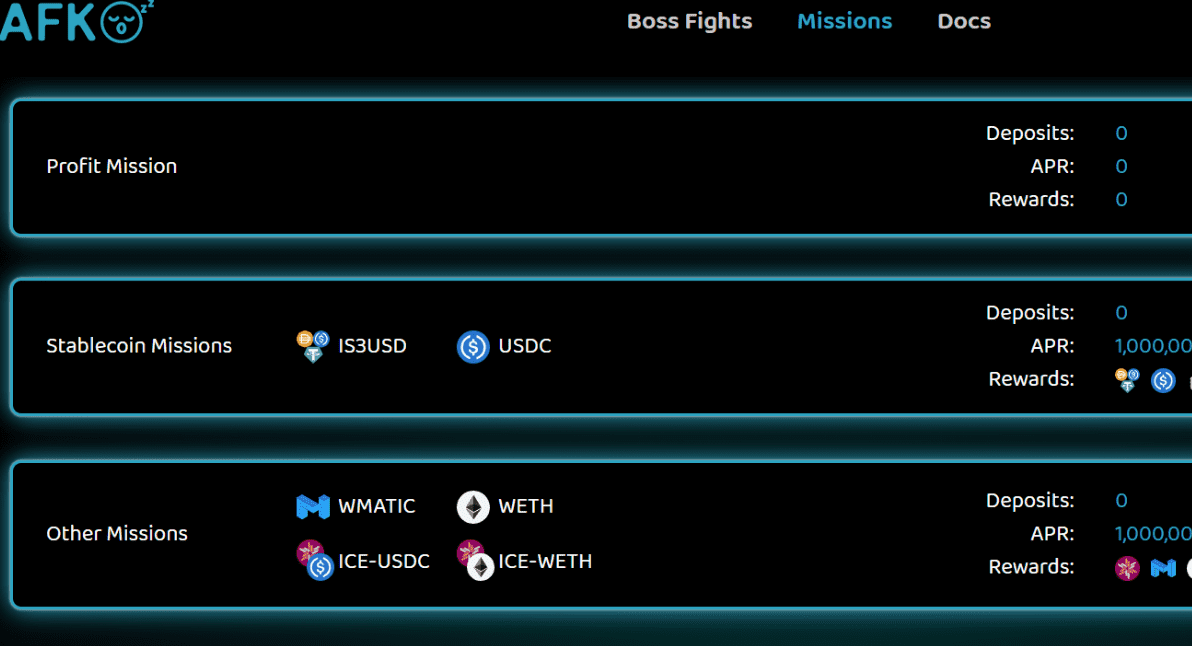 AFK zz
Boss Fights Missions Docs
Profit Mission
Deposits: 0
APR: 0
Rewards: 0
Stablecoin Missions
IS3USD USDC
Deposits: 0
APR: 1,000,00
Rewards:
Other Missions
WMATIC WETH
ICE-USDC ICE-WETH
Deposits: 0
APR: 1,000,00
Rewards: